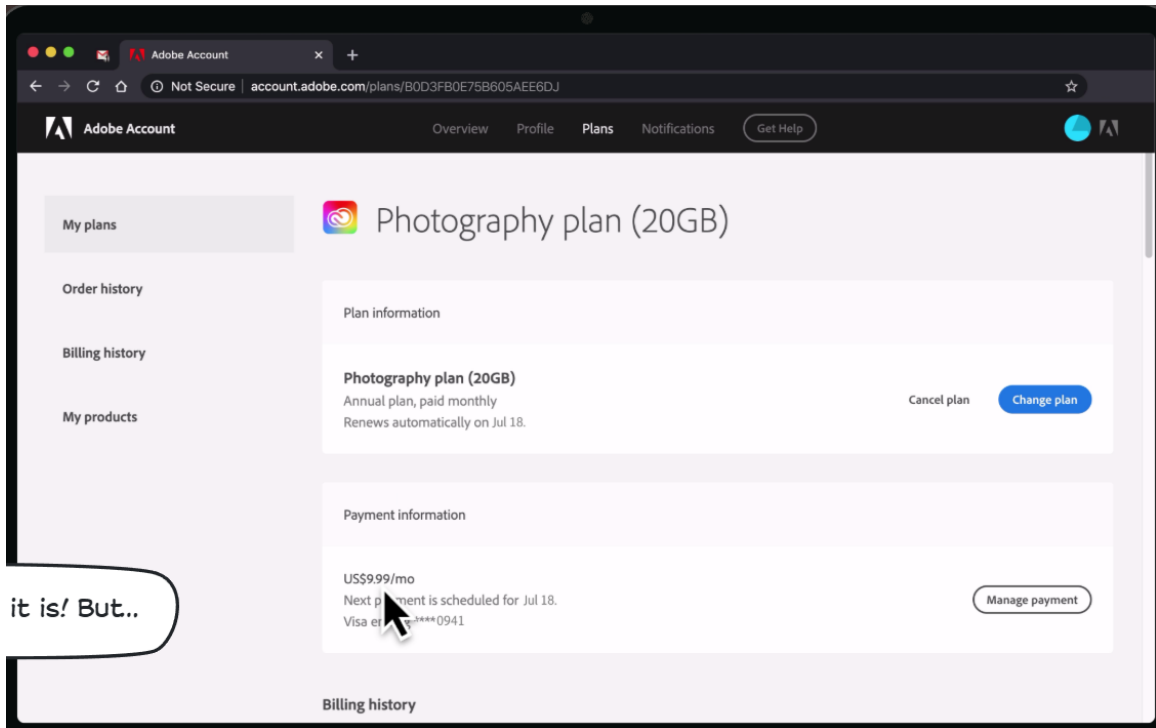 Adobe Account
Not Secure | account.adobe.com/plans/B0D3FB0E75B605AEE6DJ
Adobe Account
Overview
Profile
Plans
Notifications
Get Help
My plans
Order history
Billing history
My products
Photography plan (20GB)
Plan information
Photography plan (20GB)
Annual plan, paid monthly
Renews automatically on Jul 18.
Cancel plan
Change plan
Payment information
US$9.99/mo
Next payment is scheduled for Jul 18.
Visa ****0941
Manage payment
it is! But..
Billing history